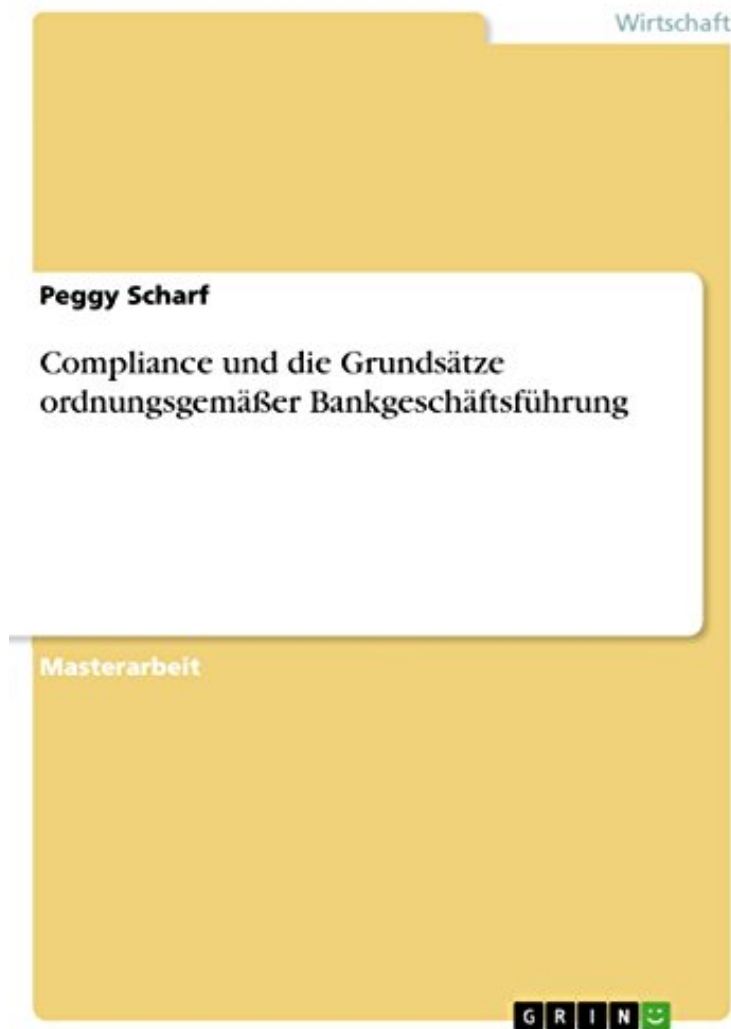 Wirtschaft
Peggy Scharf
Compliance und die Grundsätze
ordnungsgemäßer Bankgeschäftsführung
Masterarbeit
GRIN